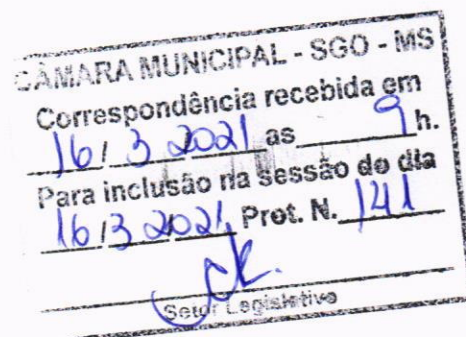 CÂMARA MUNICIPAL - SGO - MS
Correspondência recebida em
16 / 3 2021 as 9 h.
Para inclusão na sessão do dia
16 / 3 2021, Prot. N. 141
Setor Legislativo